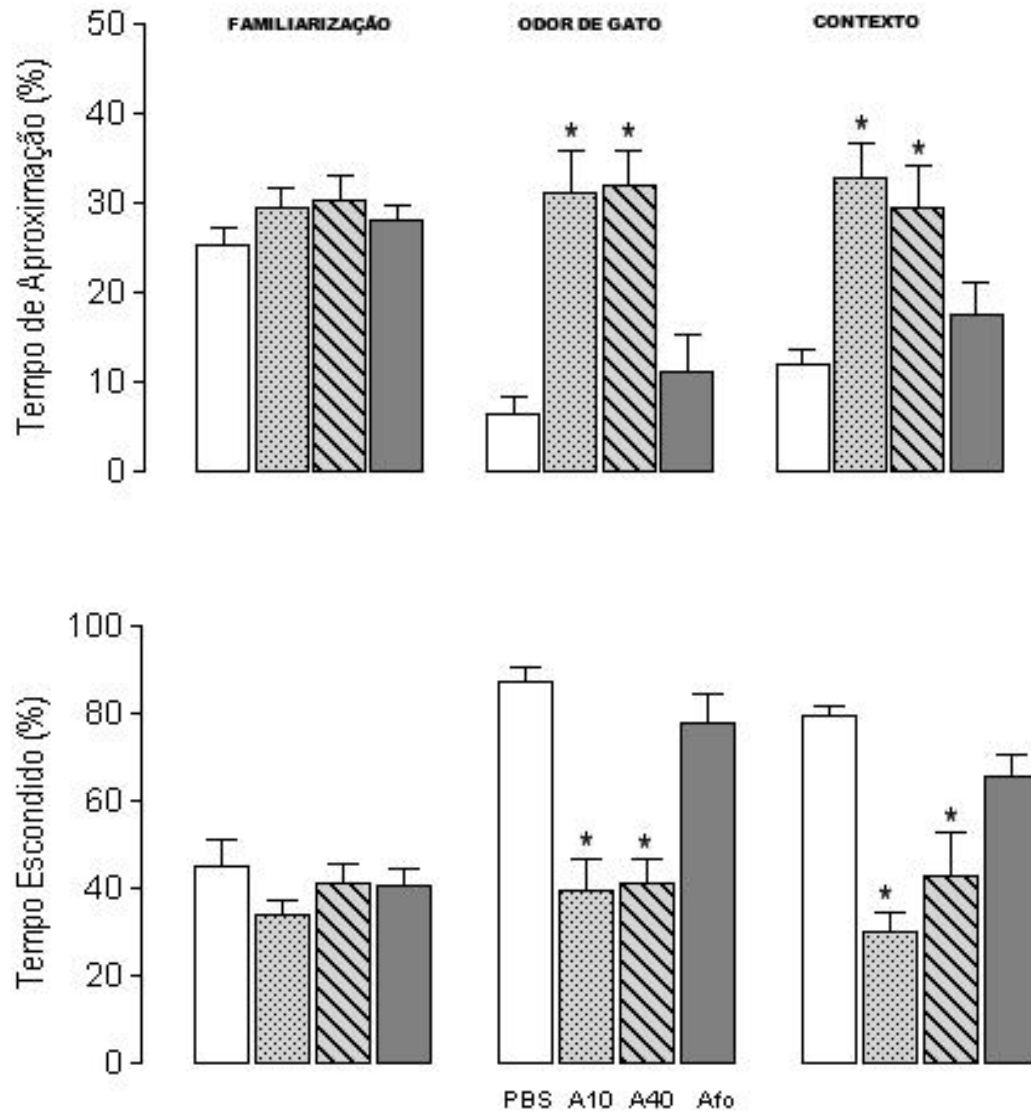 FAMILIARIZAÇÃO ODOR DE GATO CONTEXTO
Tempo de Aproximação (%)
50
40
30
20
10
0
* * * *
Tempo Escondido (%)
100
80
60
40
20
0
* * * *
PBS A10 A40 Afo